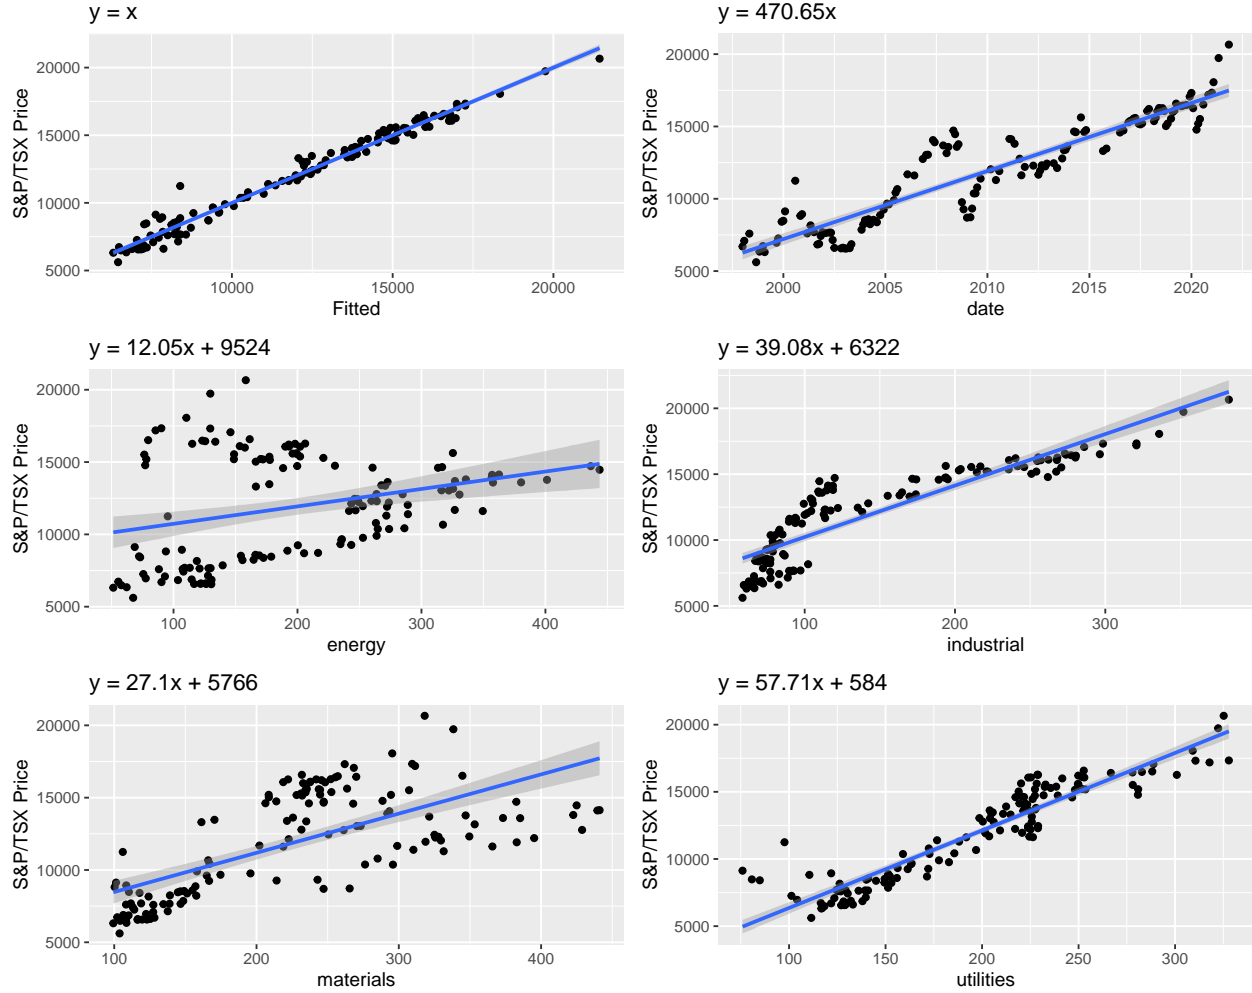 y = x
20000
15000
10000
5000
S&P/TSX Price
10000
15000
20000
Fitted
y = 470.65x
20000
15000
10000
5000
S&P/TSX Price
2000
2005
2010
2015
2020
date
y = 12.05x + 9524
20000
15000
10000
5000
S&P/TSX Price
100
200
300
400
energy
y = 39.08x + 6322
20000
15000
10000
5000
S&P/TSX Price
100
200
300
industrial
y = 27.1x + 5766
20000
15000
10000
5000
S&P/TSX Price
100
200
300
400
materials
y = 57.71x + 584
20000
15000
10000
5000
S&P/TSX Price
100
150
200
250
300
utilities